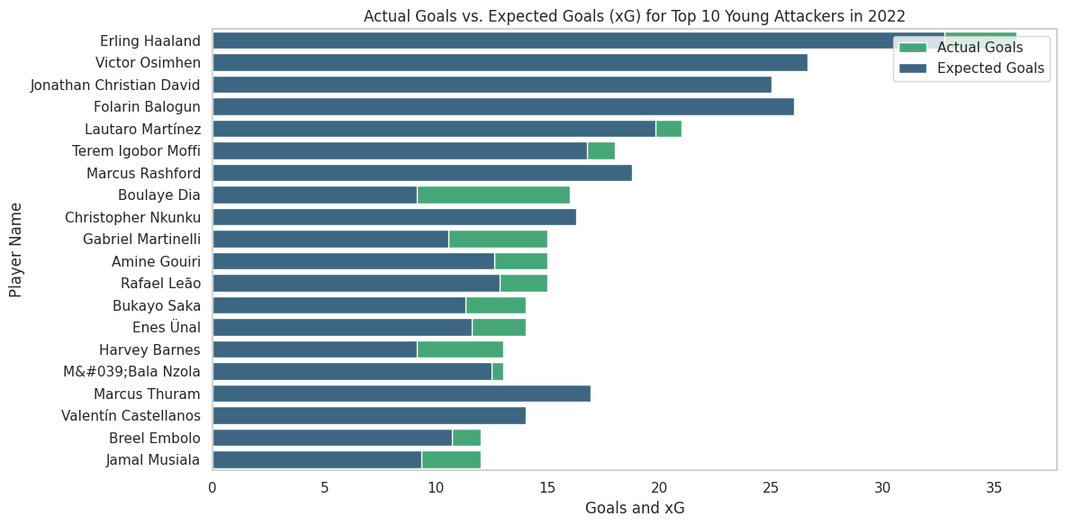 Actual Goals vs. Expected Goals (xG) for Top 10 Young Attackers in 2022
Actual Goals
Expected Goals
Player Name
Erling Haaland
Victor Osimhen
Jonathan Christian David
Folarin Balogun
Lautaro Martínez
Terem Igobor Moffi
Marcus Rashford
Boulaye Dia
Christopher Nkunku
Gabriel Martinelli
Amine Gouiri
Rafael Leão
Bukayo Saka
Enes Ünal
Harvey Barnes
M&#039;Bala Nzola
Marcus Thuram
Valentín Castellanos
Breel Embolo
Jamal Musiala
0 5 10 15 20 25 30 35
Goals and xG